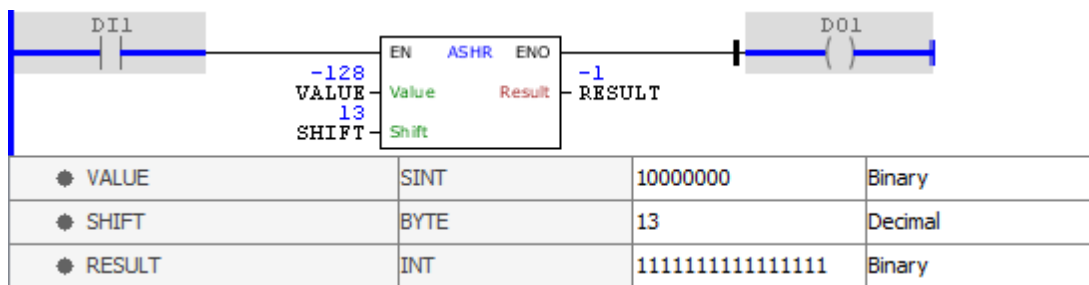 DI1
DO1
EN ASHR ENO
-128
VALUE Value Result RESULT
-1
13
SHIFT Shift
VALUE SINT 10000000 Binary
SHIFT BYTE 13 Decimal
RESULT INT 1111111111111111 Binary